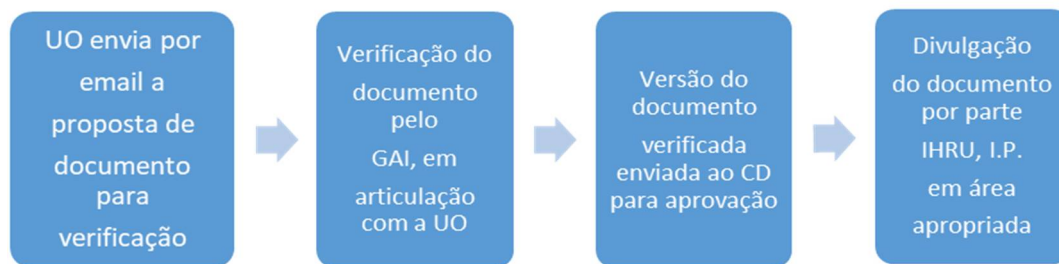 UO envia por
email a
proposta de
documento
para
verificação
Verificação do
documento
pelo
GAI, em
articulação
com a UO
Versão do
documento
verificada
enviada ao CD
para aprovação
Divulgação
do documento
por parte
IHRU, I.P.
em área
apropriada